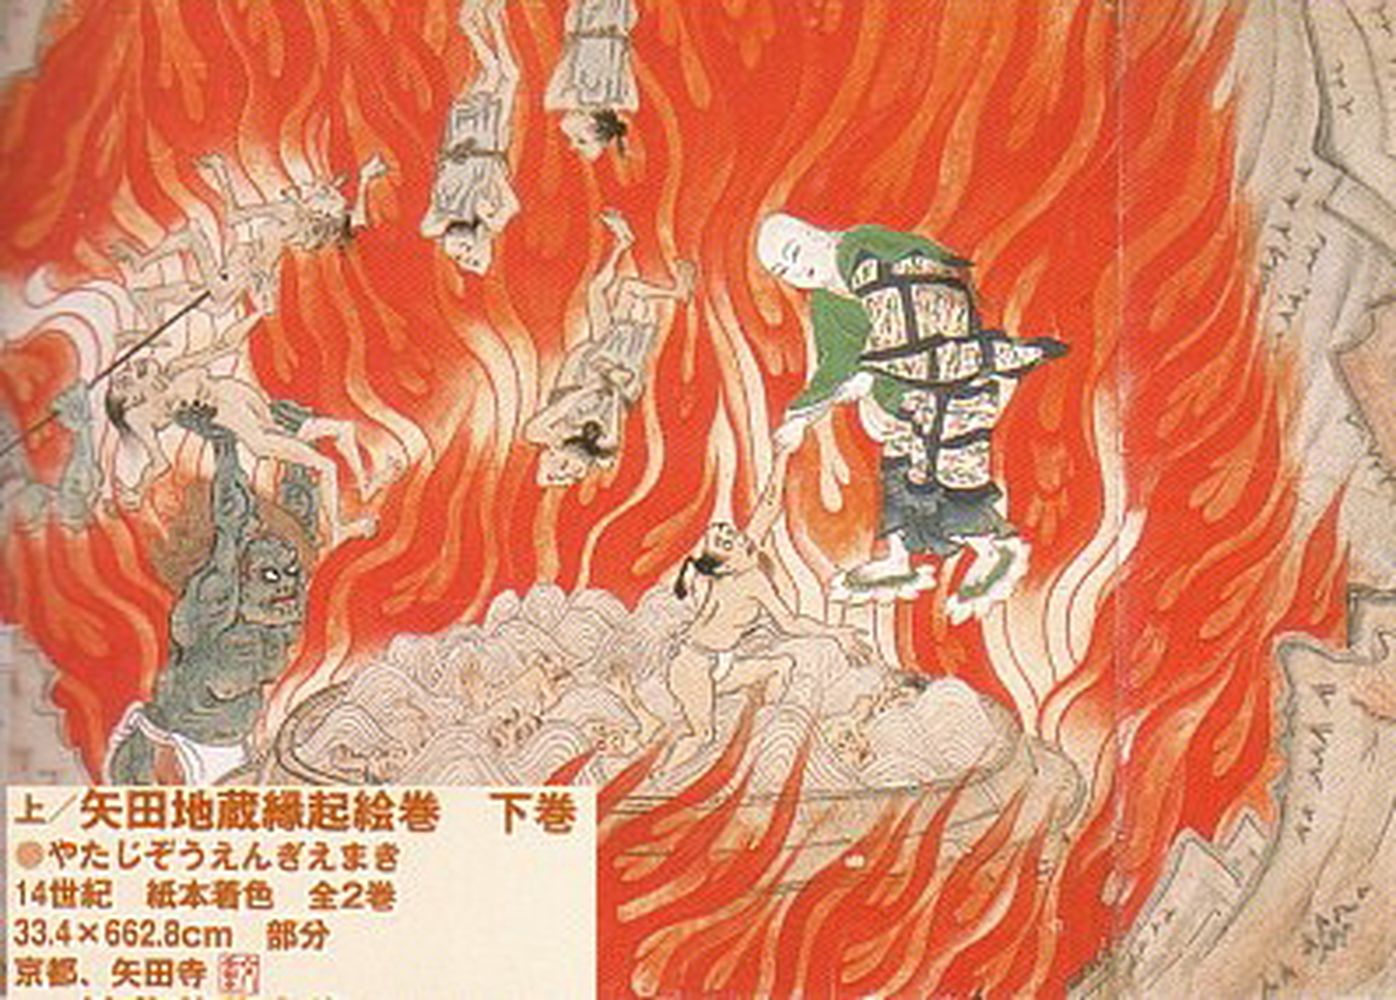 上／矢田地蔵縁起絵巻　下巻
●やたじぞうえんぎえまき
14世紀　紙本着色　全2巻
33.4×662.8cm　部分
京都、矢田寺